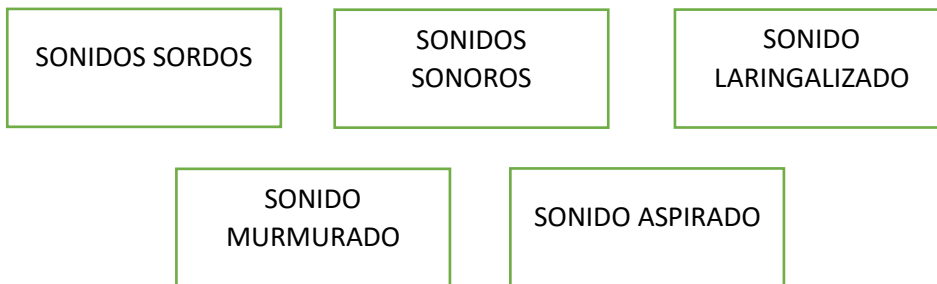 SONIDOS SORDOS
SONIDOS
SONOROS
SONIDO
LARINGALIZADO
SONIDO
MURMURADO
SONIDO ASPIRADO